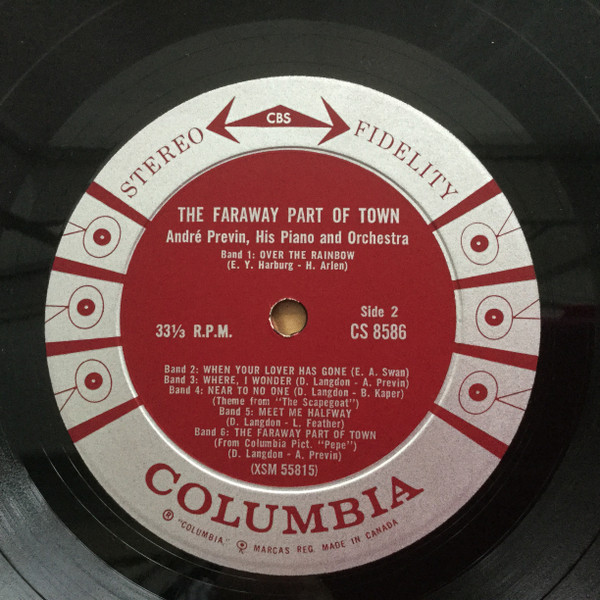 CBS
STEREO FIDELITY
THE FARAWAY PART OF TOWN
André Previn, His Piano and Orchestra
Band 1: OVER THE RAINBOW
(E. Y. Harburg - H. Arlen)
Side 2
33⅓ R.P.M. CS 8586
Band 2: WHEN YOUR LOVER HAS GONE (E. A. Swan)
Band 3: WHERE, I WONDER (D. Langdon - A. Previn)
Band 4: NEAR TO NO ONE (D. Langdon - B. Kaper)
(Theme from "The Scapegoat")
Band 5: MEET ME HALFWAY
(D. Langdon - L. Feather)
Band 6: THE FARAWAY PART OF TOWN
(From Columbia Pict. "Pepe")
(D. Langdon - A. Previn)
(XSM 55815)
COLUMBIA
® "COLUMBIA," Ⓟ MARCAS REG. MADE IN CANADA